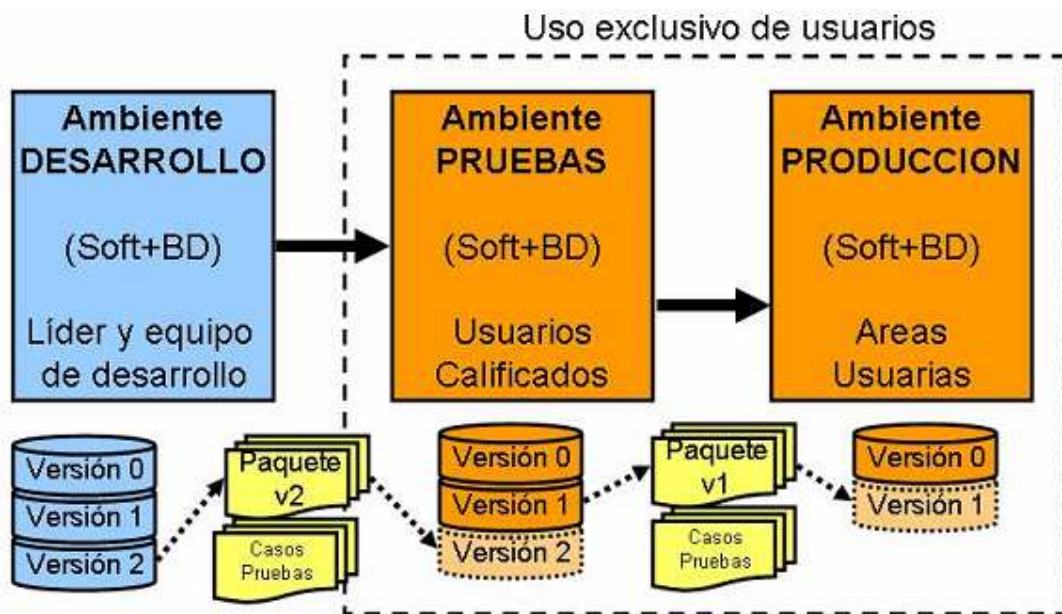 Uso exclusivo de usuarios
Ambiente
DESARROLLO
(Soft+BD)
Líder y equipo
de desarrollo
Ambiente
PRUEBAS
(Soft+BD)
Usuarios
Calificados
Ambiente
PRODUCCION
(Soft+BD)
Areas
Usuarias
Versión 0
Versión 1
Versión 2
Paquete
v2
Casos
Pruebas
Versión 0
Versión 1
Versión 2
Paquete
v1
Casos
Pruebas
Versión 0
Versión 1